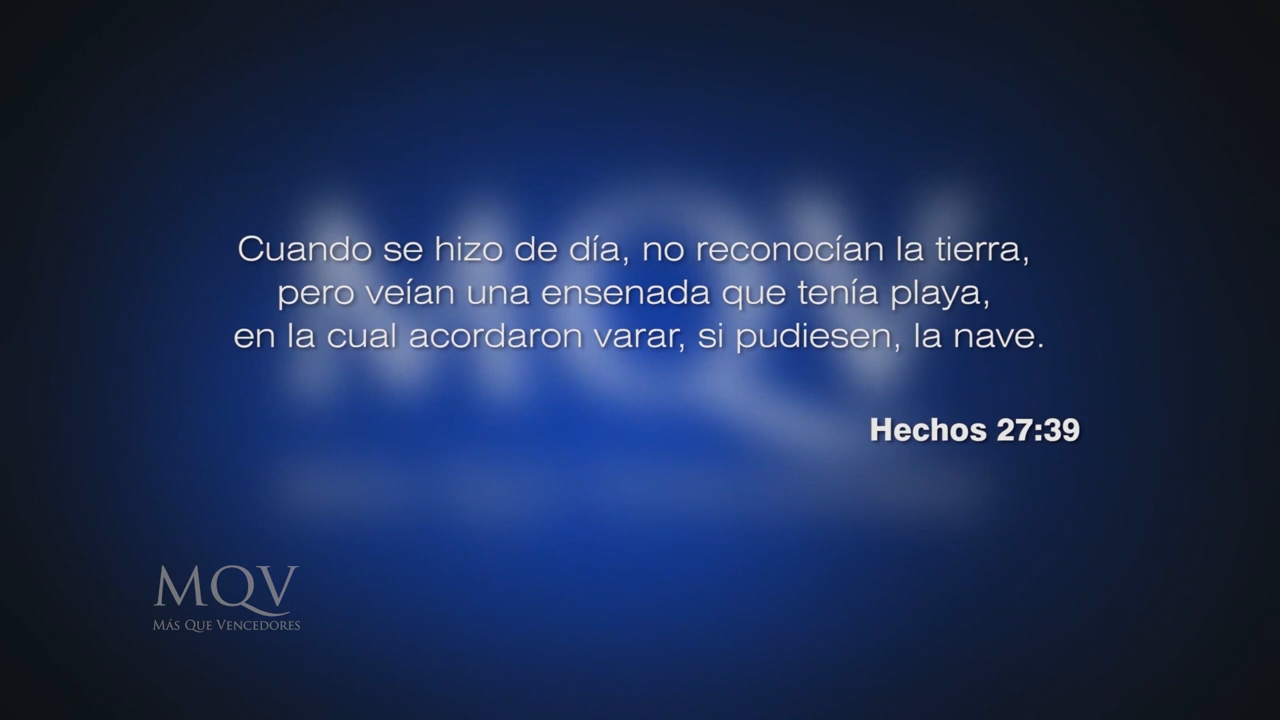 Cuando se hizo de día, no reconocían la tierra,
pero veían una ensenada que tenía playa,
en la cual acordaron varar, si pudiesen, la nave.
Hechos 27:39
MQV
MÁS QUE VENCEDORES